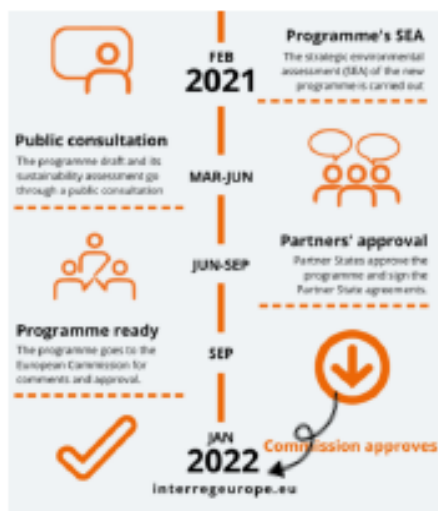 Programme's SEA
FEB
2021
The strategic environmental
assessment (SEA) of the new
programme is carried out
Public consultation
The programme draft and its
sustainability assessment go
through a public consultation
MAR-JUN
Partners' approval
JUN-SEP
Partner States approve the
programme and sign the
Partner State agreements.
Programme ready
The programme goes to the
European Commission for
comments and approval.
SEP
JAN
2022
Commission approves
interregeurope.eu